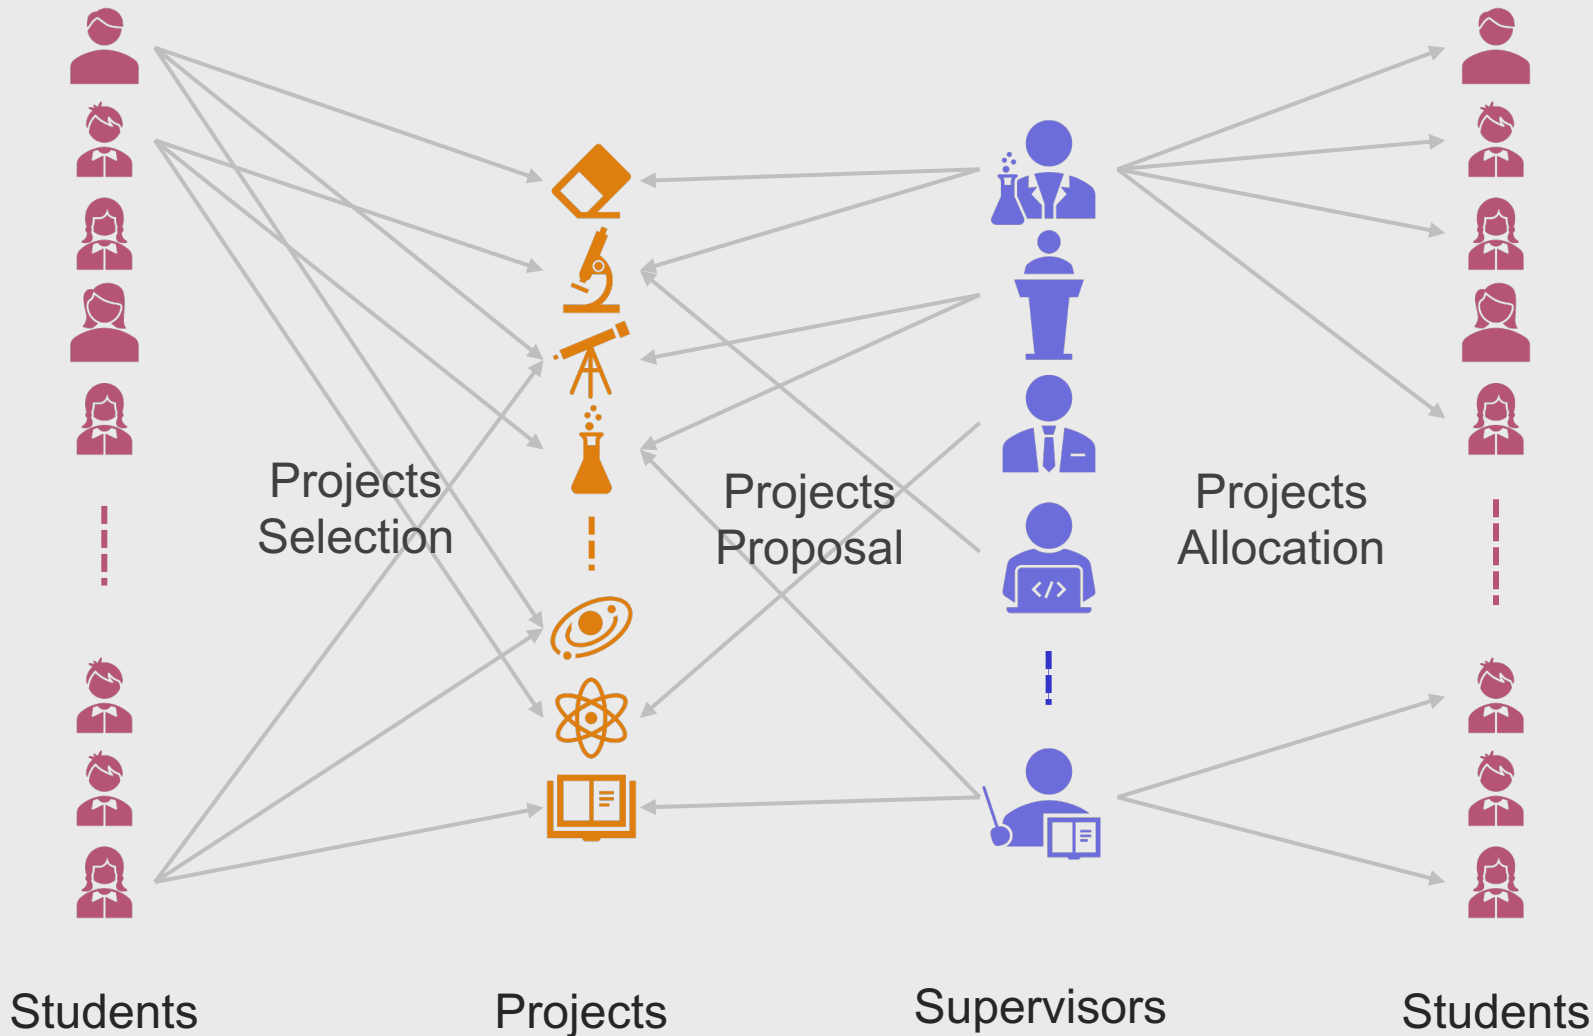 Projects
Selection
Projects
Proposal
Projects
Allocation
</>
Students
Projects
Supervisors
Students